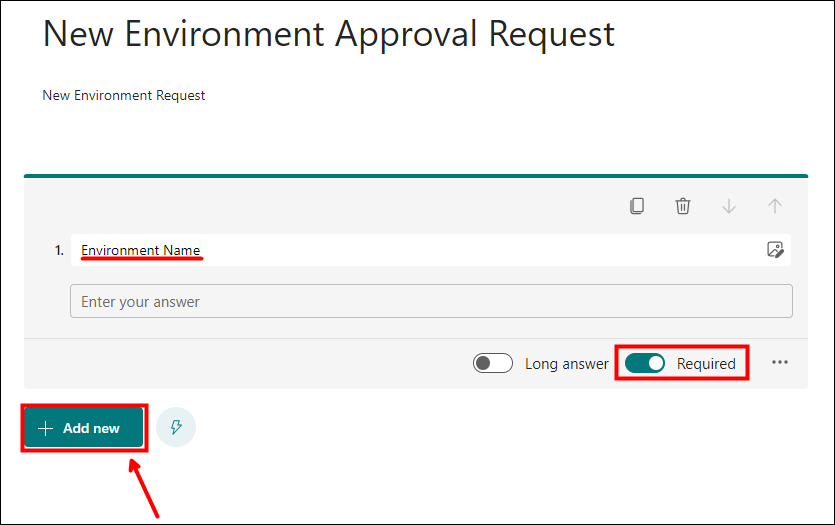 New Environment Approval Request
New Environment Request
1. Environment Name
Enter your answer
Long answer Required
Add new